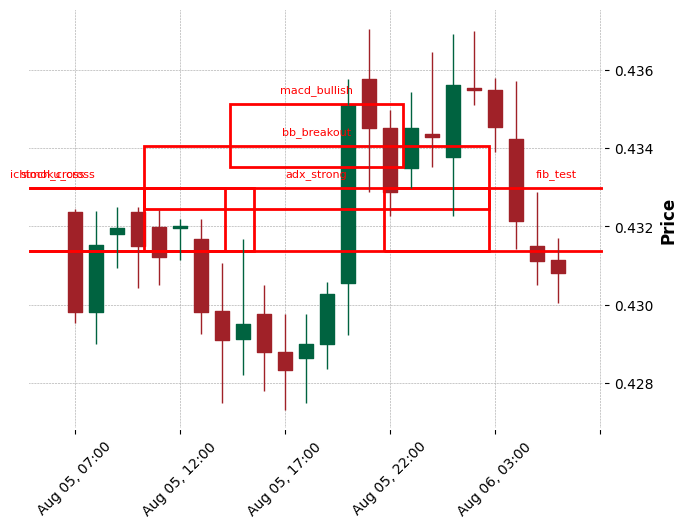 0.436
macd_bullish
bb_breakout
0.434
adx_strong
fib_test
0.432
Price
0.430
0.428
Aug 05, 07:00
Aug 05, 12:00
Aug 05, 17:00
Aug 05, 22:00
Aug 06, 03:00